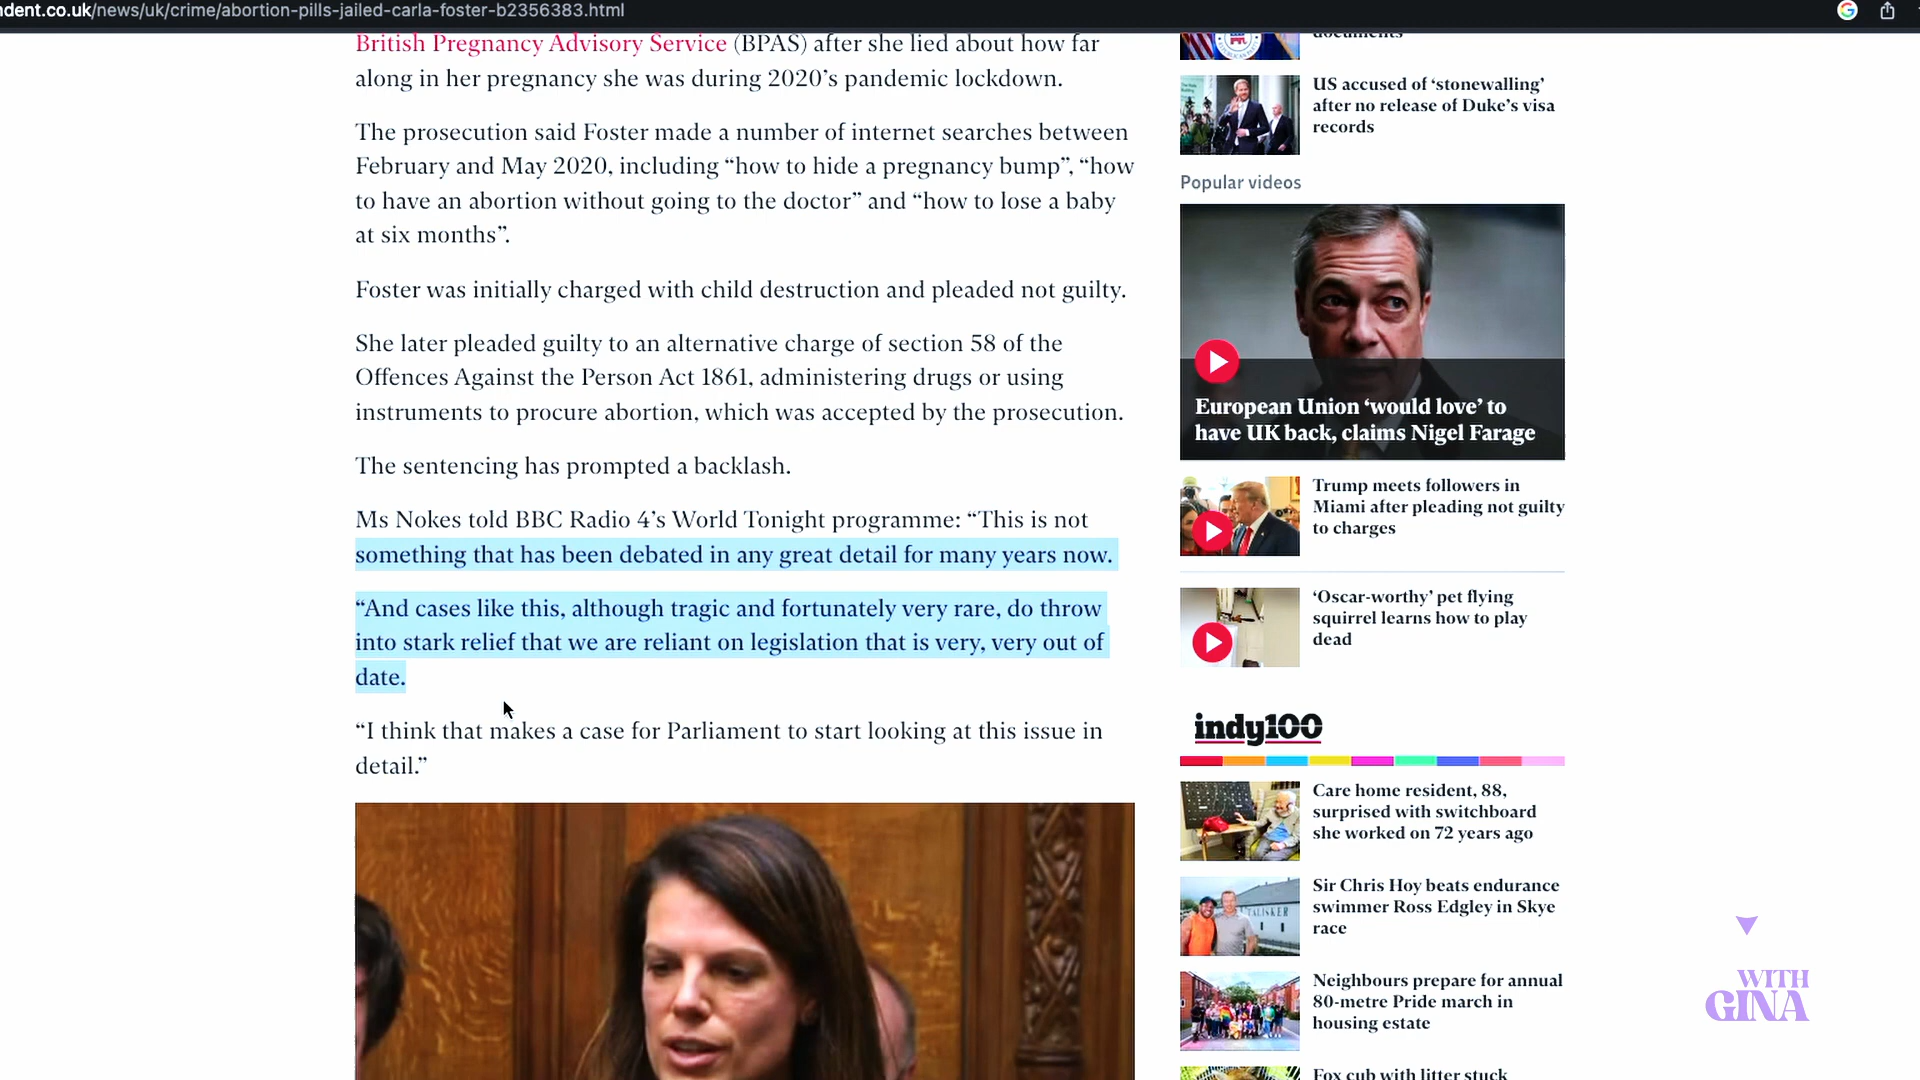 ndent.co.uk/news/uk/crime/abortion-pills-jailed-carla-foster-b2356383.html
British Pregnancy Advisory Service (BPAS) after she lied about how far
along in her pregnancy she was during 2020’s pandemic lockdown.
The prosecution said Foster made a number of internet searches between
February and May 2020, including “how to hide a pregnancy bump”, “how
to have an abortion without going to the doctor” and “how to lose a baby
at six months”.
Foster was initially charged with child destruction and pleaded not guilty.
She later pleaded guilty to an alternative charge of section 58 of the
Offences Against the Person Act 1861, administering drugs or using
instruments to procure abortion, which was accepted by the prosecution.
The sentencing has prompted a backlash.
Ms Nokes told BBC Radio 4’s World Tonight programme: “This is not
something that has been debated in any great detail for many years now.
“And cases like this, although tragic and fortunately very rare, do throw
into stark relief that we are reliant on legislation that is very, very out of
date.
“I think that makes a case for Parliament to start looking at this issue in
detail.”
documents
US accused of ‘stonewalling’
after no release of Duke’s visa
records
Popular videos
European Union ‘would love’ to
have UK back, claims Nigel Farage
Trump meets followers in
Miami after pleading not guilty
to charges
‘Oscar-worthy’ pet flying
squirrel learns how to play
dead
indy100
Care home resident, 88,
surprised with switchboard
she worked on 72 years ago
Sir Chris Hoy beats endurance
swimmer Ross Edgley in Skye
race
TALISKER
Neighbours prepare for annual
80-metre Pride march in
housing estate
Fox cub with litter stuck
WITH
GINA